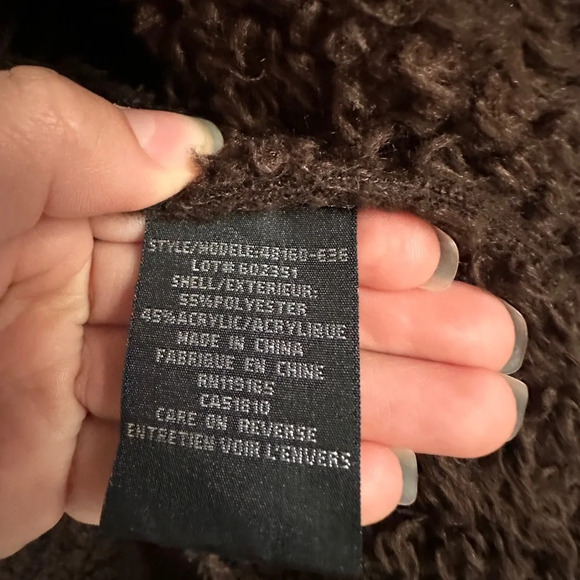 STYLE/MODELE:48160-636
LOT# 602351
SHELL/EXTERIEUR:
55%POLYESTER
45%ACRYLIC/ACRYLIQUE
MADE IN CHINA
FABRIQUE EN CHINE
RN119165
CA51810
CARE ON REVERSE
ENTRETIEN VOIR L'ENVERS